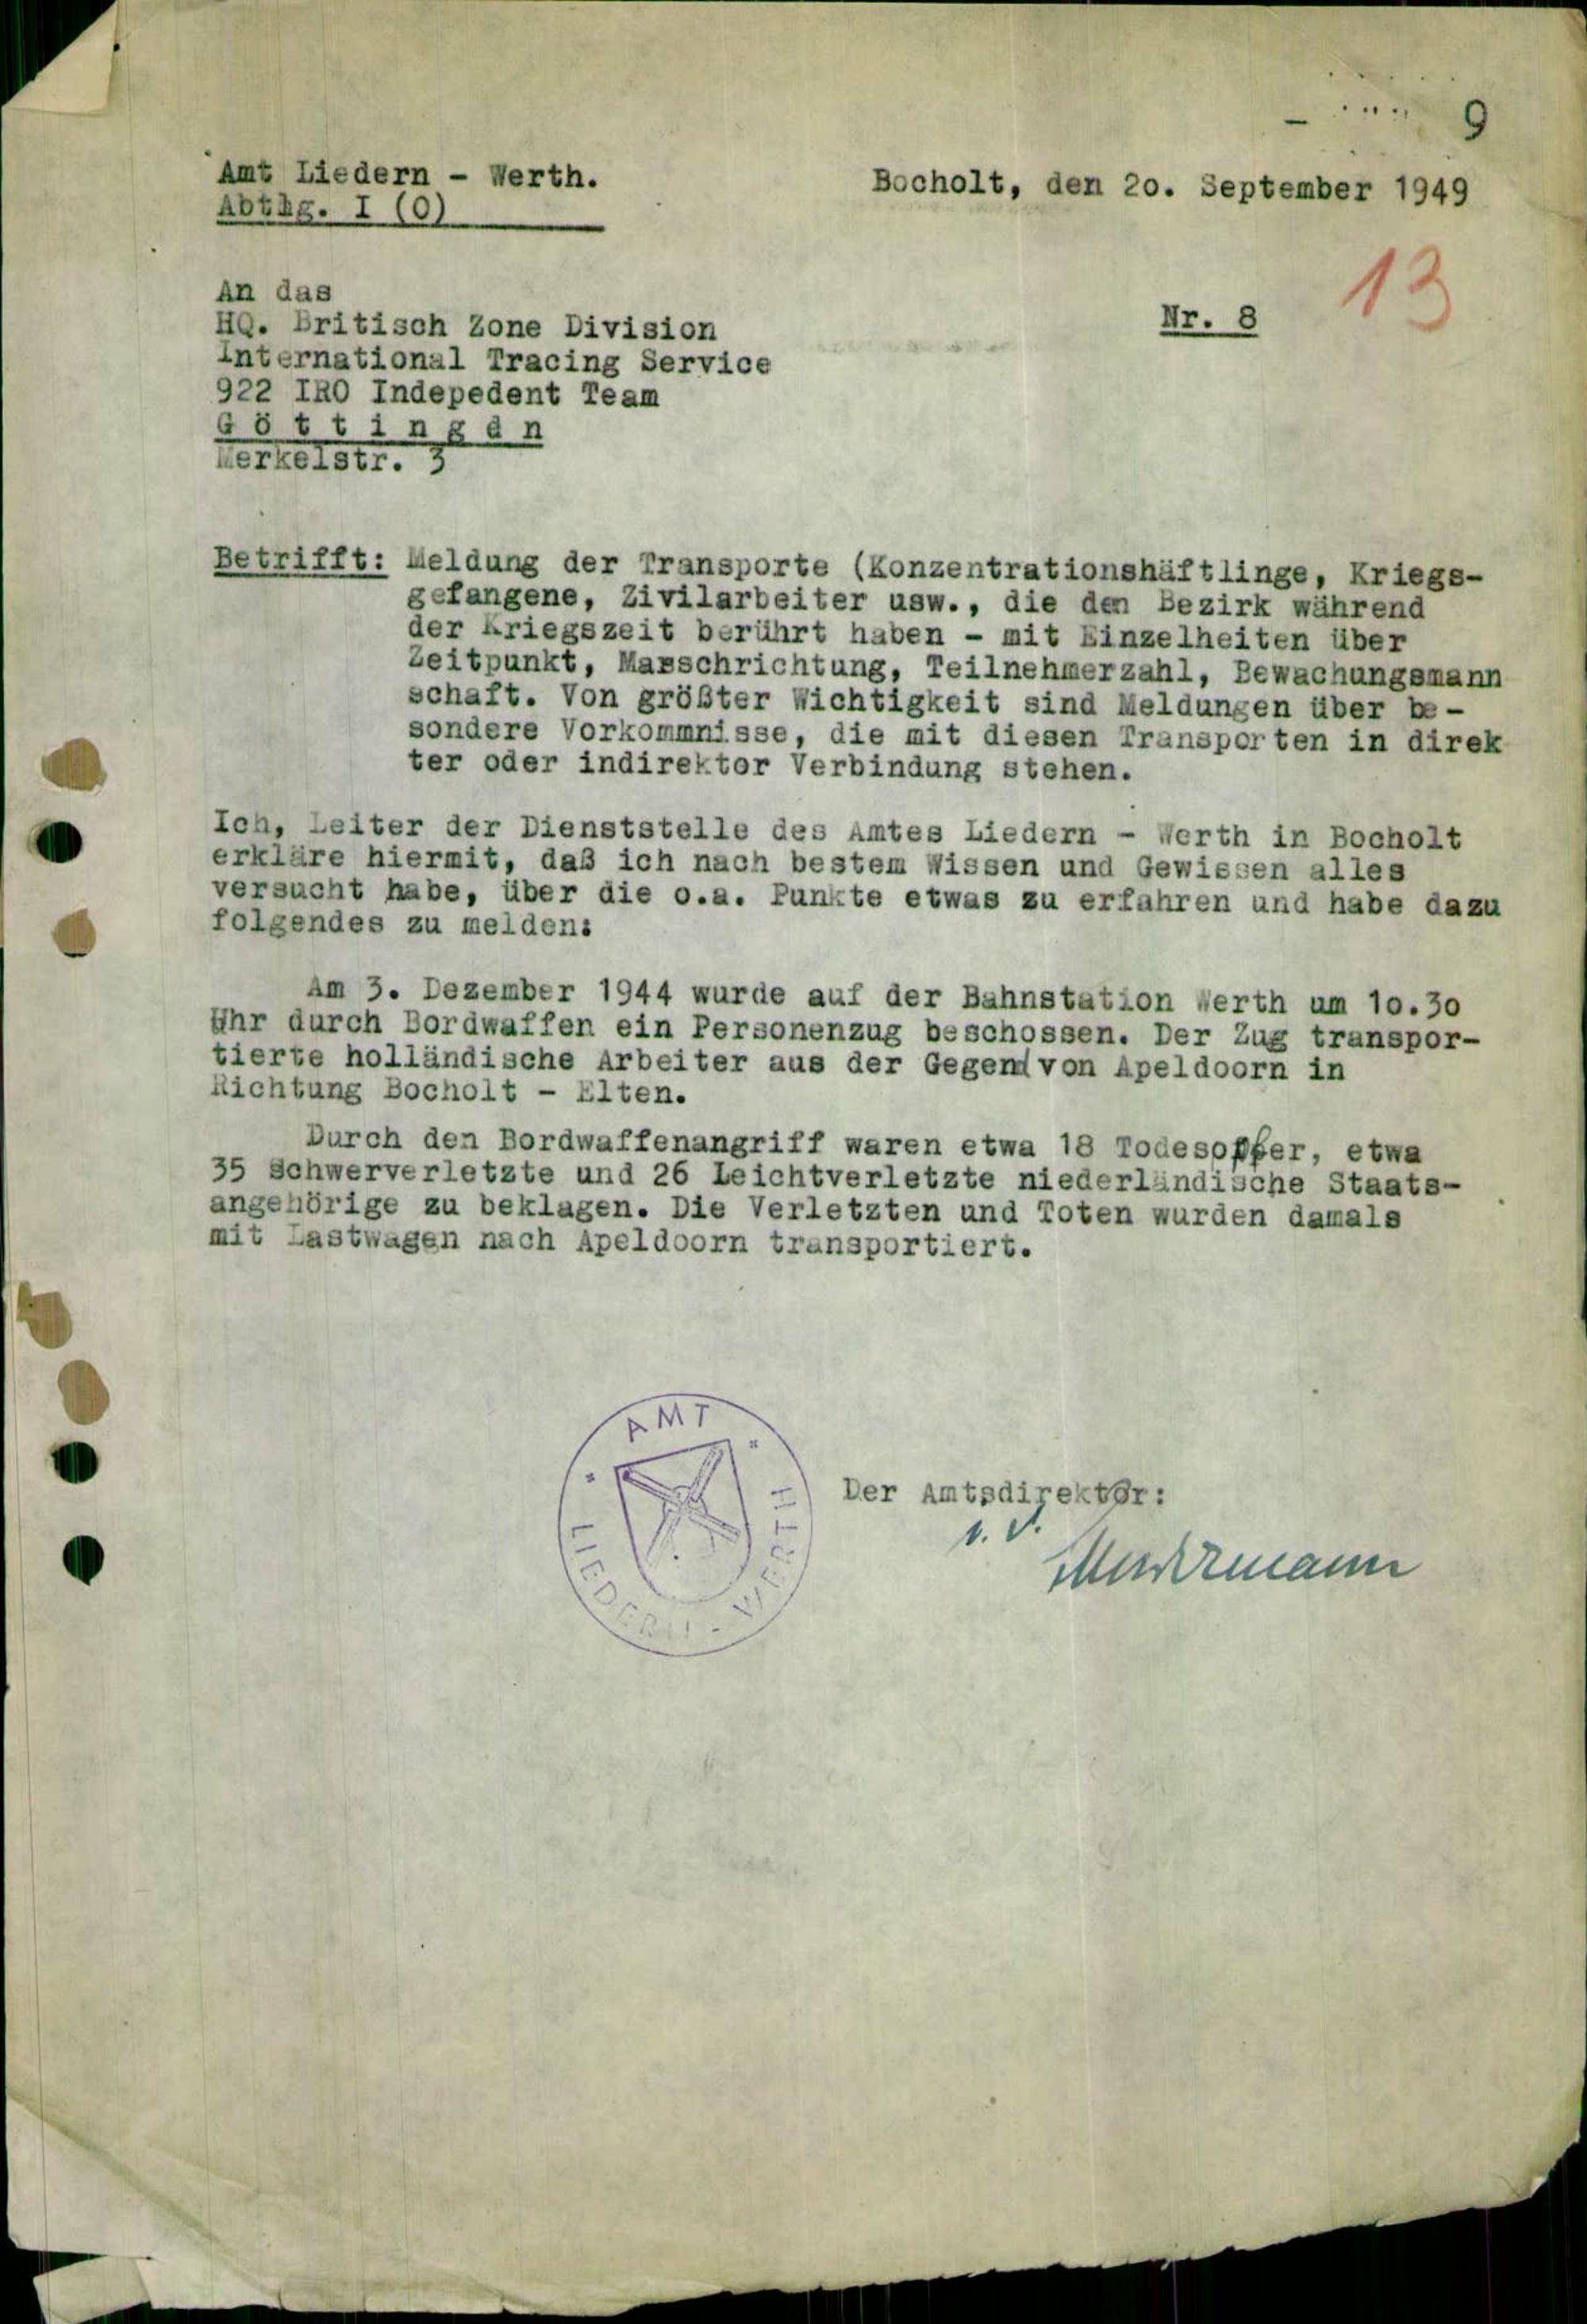 9
Amt Liedern - Werth.
Bocholt, den 20. September 1949
Abtlg. I (O)
13
An das
Nr. 8
HQ. Britisch Zone Division
International Tracing Service
922 IRO Indepedent Team
G ö t t i n g e n
Merkelstr. 3
Betrifft: Meldung der Transporte (Konzentrationshäftlinge, Kriegs-
gefangene, Zivilarbeiter usw., die den Bezirk während
der Kriegszeit berührt haben - mit Einzelheiten über
Zeitpunkt, Marschrichtung, Teilnehmerzahl, Bewachungsmann
schaft. Von größter Wichtigkeit sind Meldungen über be-
sondere Vorkommnisse, die mit diesen Transporten in direk
ter oder indirekter Verbindung stehen.
Ich, Leiter der Dienststelle des Amtes Liedern - Werth in Bocholt
erkläre hiermit, daß ich nach bestem Wissen und Gewissen alles
versucht habe, über die o.a. Punkte etwas zu erfahren und habe dazu
folgendes zu melden:
Am 3. Dezember 1944 wurde auf der Bahnstation Werth um 10.30
Uhr durch Bordwaffen ein Personenzug beschossen. Der Zug transpor-
tierte holländische Arbeiter aus der Gegend von Apeldoorn in
Richtung Bocholt - Elten.
Durch den Bordwaffenangriff waren etwa 18 Todesopfer, etwa
35 Schwerverletzte und 26 Leichtverletzte niederländische Staats-
angehörige zu beklagen. Die Verletzten und Toten wurden damals
mit Lastwagen nach Apeldoorn transportiert.
AMT
LIEDERN - WERTH
Der Amtsdirektor:
i. V.